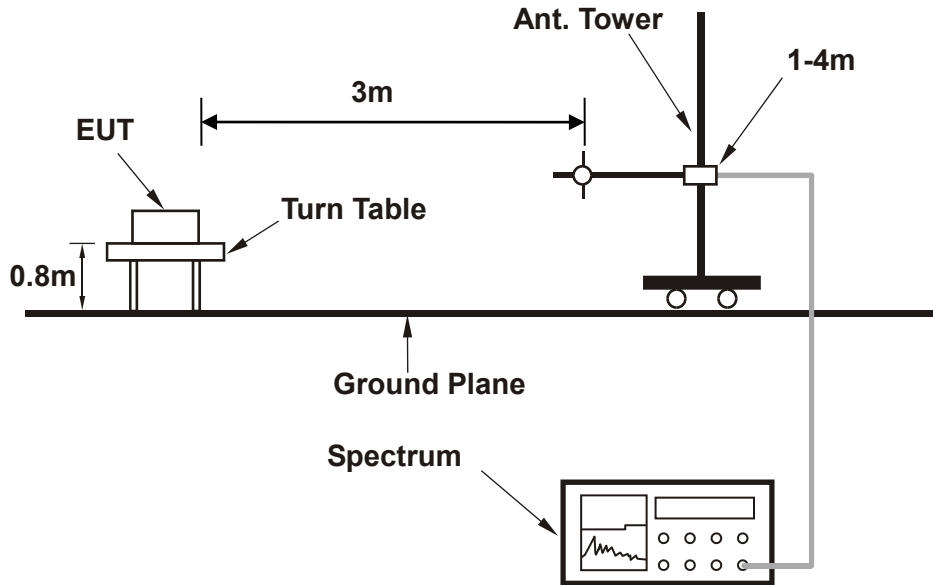 Ant. Tower
1-4m
3m
EUT
Turn Table
0.8m
Ground Plane
Spectrum